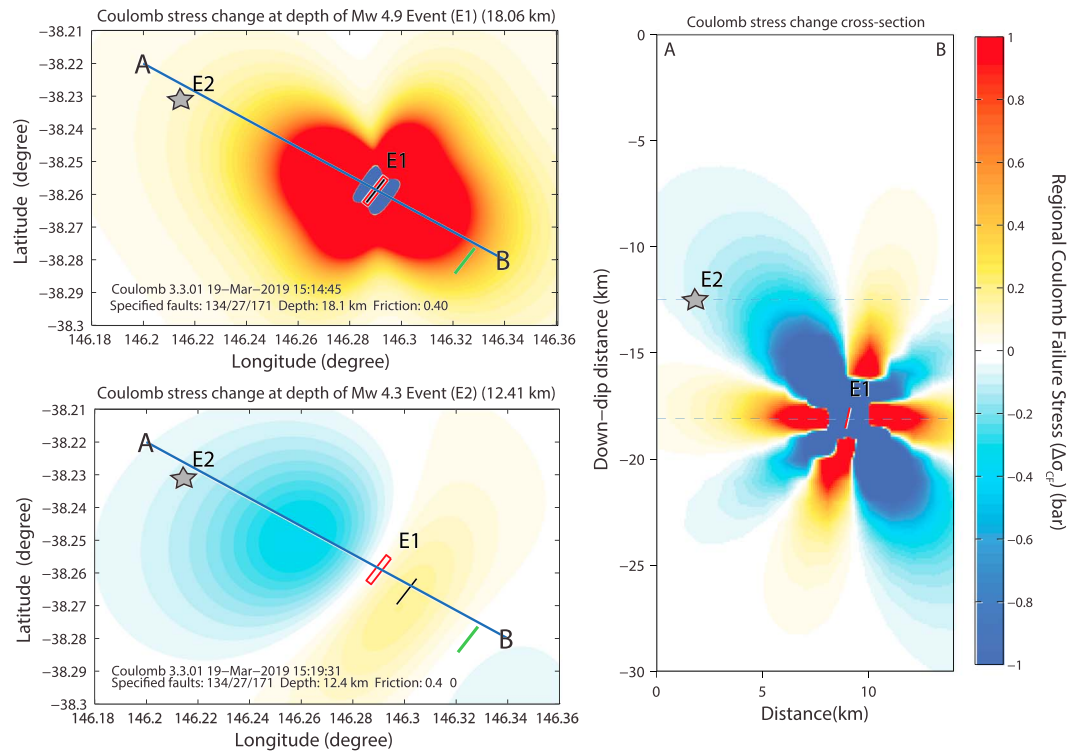 Coulomb stress change at depth of Mw 4.9 Event (E1) (18.06 km)
−38.21
−38.22
−38.23
−38.24
−38.25
−38.26
−38.27
−38.28
−38.29
−38.3
Latitude (degree)
A
E2
E1
B
Coulomb 3.3.01 19−Mar−2019 15:14:45
Specified faults: 134/27/171 Depth: 18.1 km Friction: 0.40
146.18 146.2 146.22 146.24 146.26 146.28 146.3 146.32 146.34 146.36
Longitude (degree)
Coulomb stress change at depth of Mw 4.3 Event (E2) (12.41 km)
−38.21
−38.22
−38.23
−38.24
−38.25
−38.26
−38.27
−38.28
−38.29
−38.3
Latitude (degree)
A
E2
E1
B
Coulomb 3.3.01 19−Mar−2019 15:19:31
Specified faults: 134/27/171 Depth: 12.4 km Friction: 0.4 0
146.18 146.2 146.22 146.24 146.26 146.28 146.3 146.32 146.34 146.36
Longitude (degree)
Coulomb stress change cross-section
A B
0
−5
−10
−15
−20
−25
−30
Down−dip distance (km)
E2
E1
0 5 10
Distance(km)
1
0.8
0.6
0.4
0.2
0
−0.2
−0.4
−0.6
−0.8
−1
Regional Coulomb Failure Stress (ΔσCF) (bar)